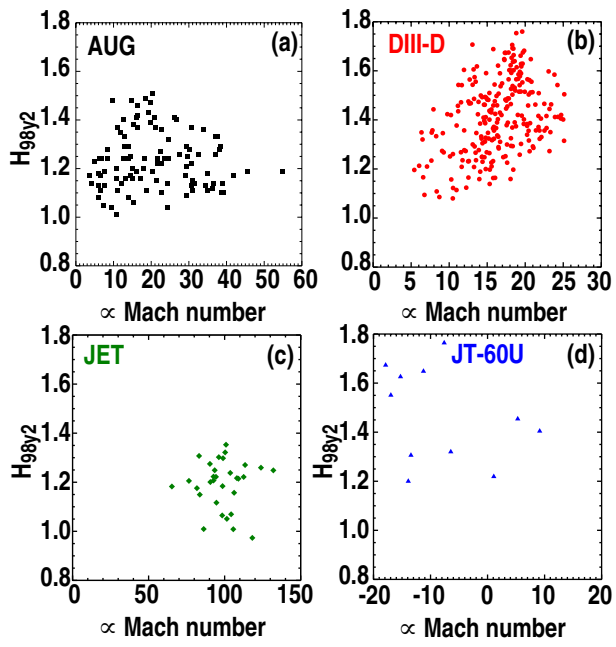 AUG (a)
H98y2
1.8
1.6
1.4
1.2
1.0
0.8
0 10 20 30 40 50 60
∝ Mach number
DIII-D (b)
1.8
1.6
1.4
1.2
1.0
0.8
0 5 10 15 20 25 30
∝ Mach number
JET (c)
H98y2
1.8
1.6
1.4
1.2
1.0
0.8
0 50 100 150
∝ Mach number
JT-60U (d)
H98y2
1.8
1.6
1.4
1.2
1.0
0.8
-20 -10 0 10 20
∝ Mach number